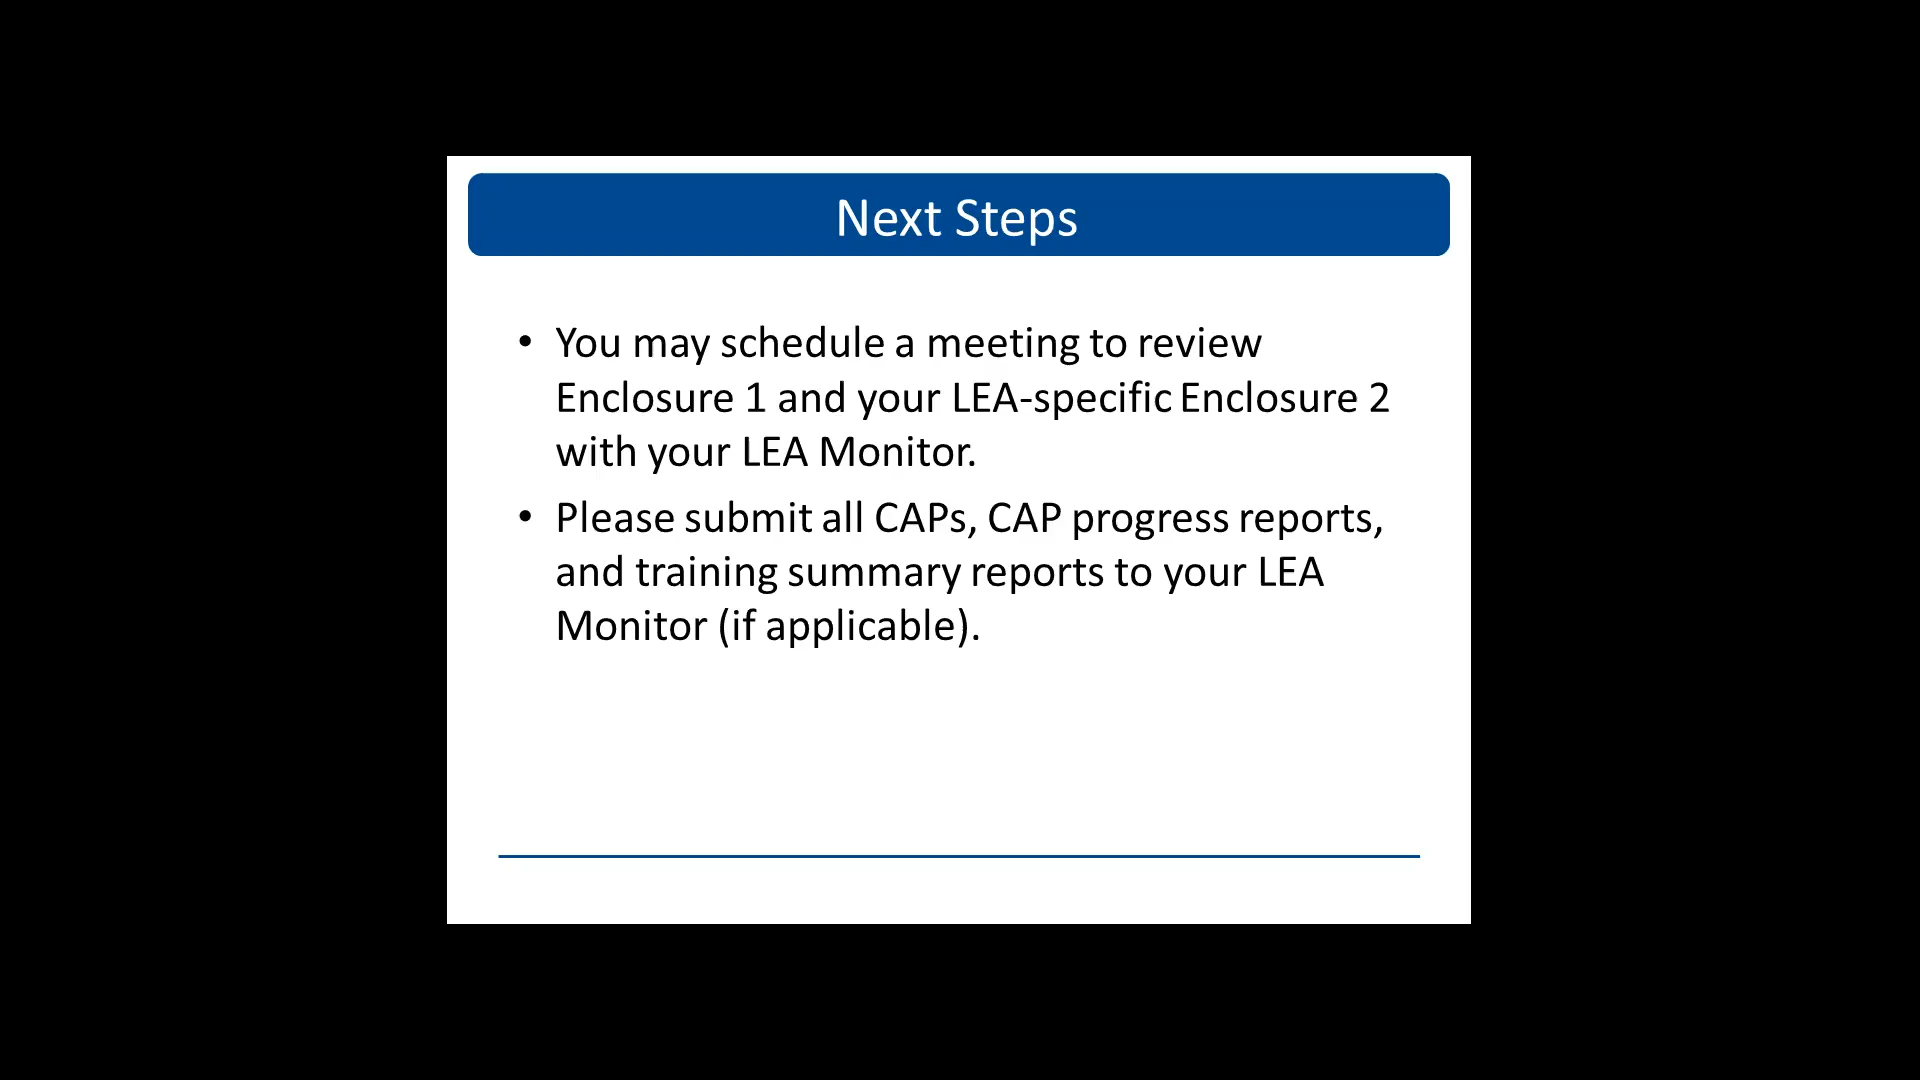 Next Steps
• You may schedule a meeting to review
Enclosure 1 and your LEA-specific Enclosure 2
with your LEA Monitor.
• Please submit all CAPs, CAP progress reports,
and training summary reports to your LEA
Monitor (if applicable).